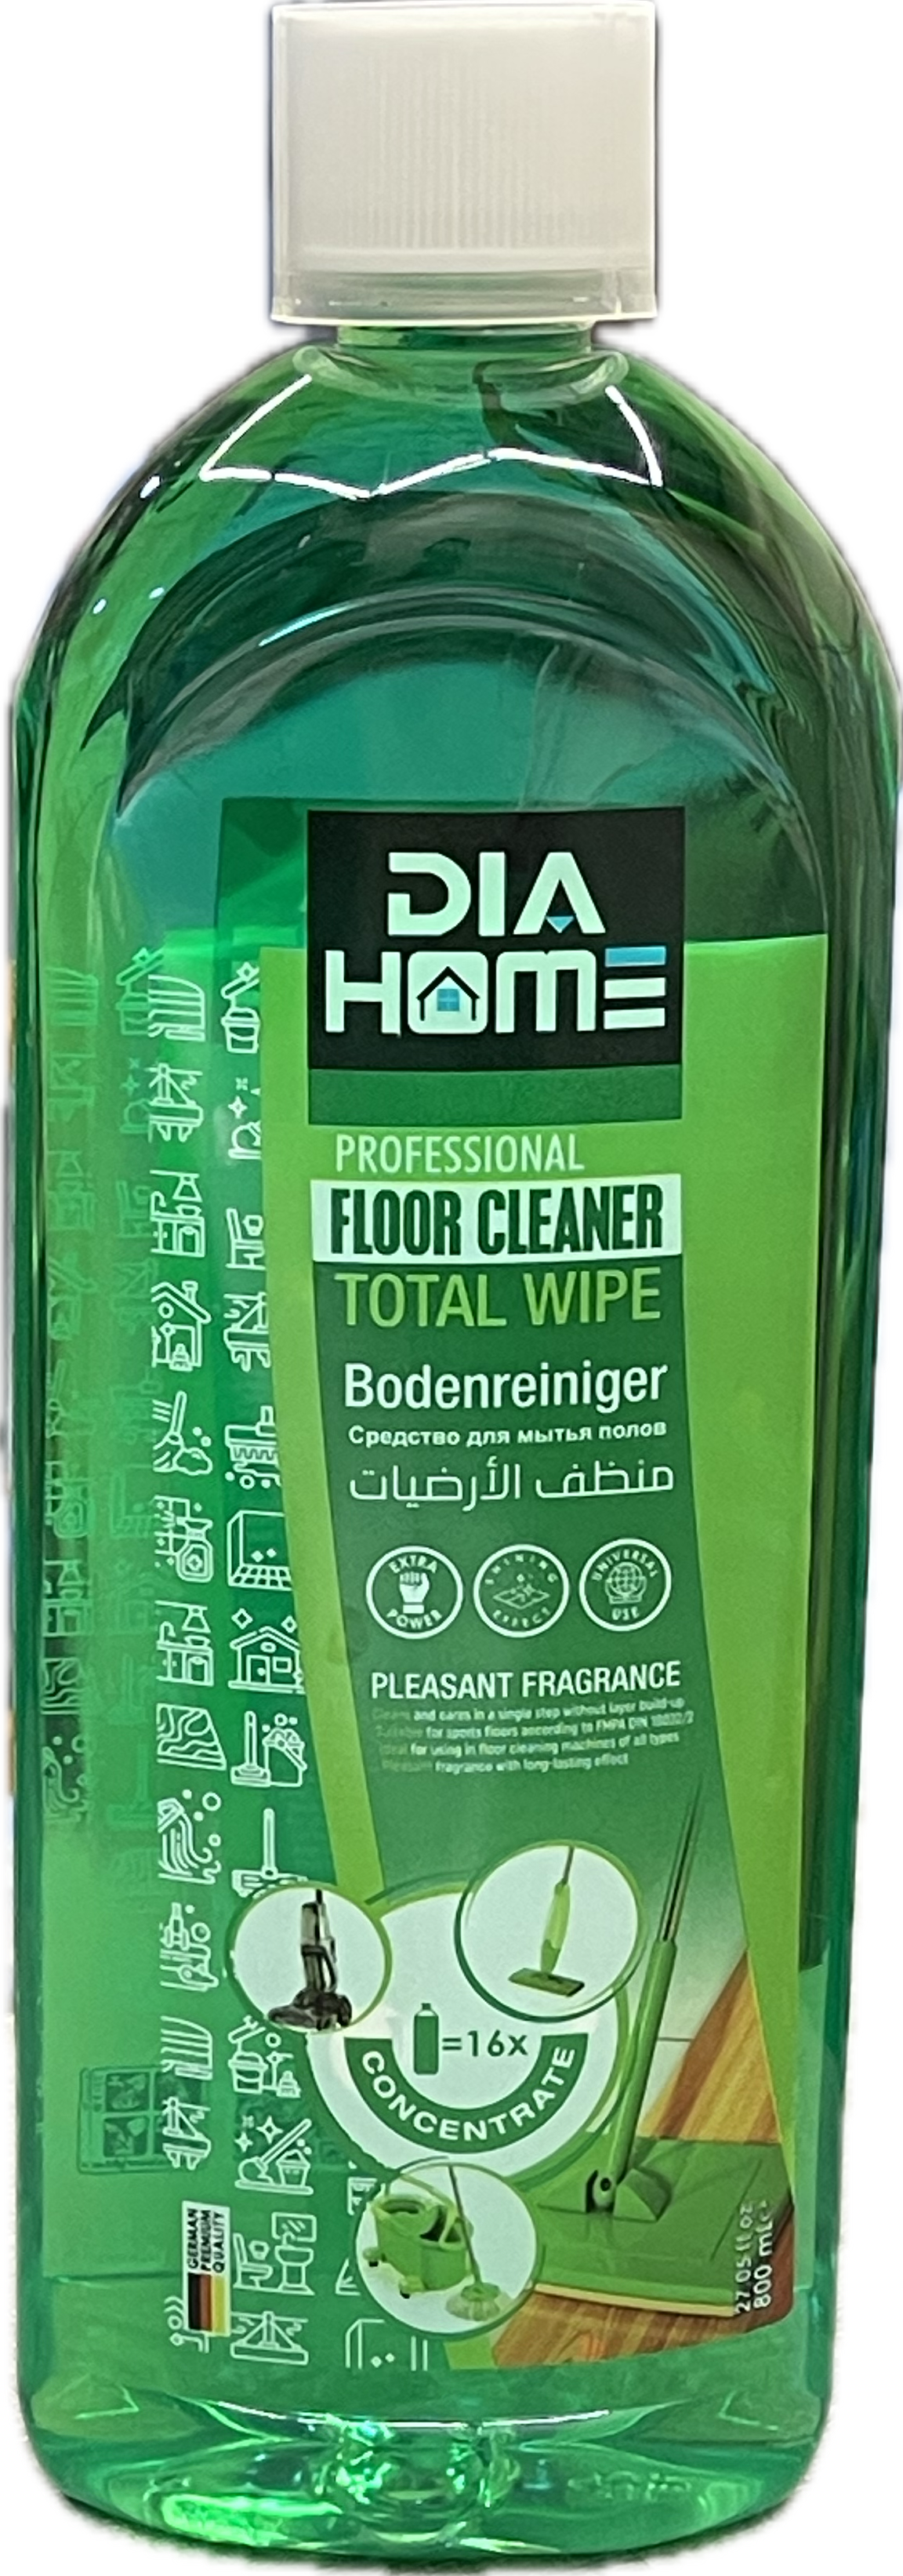 DIA
HOME
PROFESSIONAL
FLOOR CLEANER
TOTAL WIPE
Bodenreiniger
Средство для мытья полов
منظف الأرضيات
EXTRA POWER
SHINING EFFECT
UNIVERSAL USE
PLEASANT FRAGRANCE
Cleans and cares in a single step without layer build-up
Suitable for sports floors according to FMPA DIN 18032/2
Ideal for using in floor cleaning machines of all types
Pleasant fragrance with long-lasting effect
=16x
CONCENTRATE
GERMAN
PREMIUM
QUALITY
27.05 fl oz
800 mL